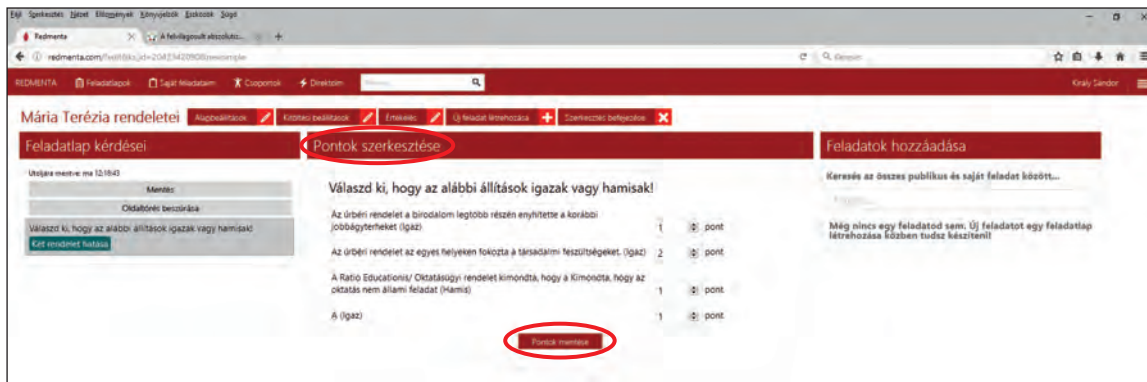 Fájl Szerkesztés Nézet Előzmények Könyvjelzők Eszközök Súgó
Redmenta
A felvilágosult abszolutiz...
redmenta.com/
Keresés
REDMENTA Feladatlapok Saját feladataim Csoportok Direktcím
Király Sándor
Mária Terézia rendeletei Alapbeállítások Kitöltési beállítások Értékelés Új feladat létrehozása Szerkesztés befejezése
Feladatlap kérdései
Utoljára mentve: ma 12:18:43
Mentés
Oldaltörés beszúrása
Válaszd ki, hogy az alábbi állítások igazak vagy hamisak!
Két rendelet hatása
Pontok szerkesztése
Válaszd ki, hogy az alábbi állítások igazak vagy hamisak!
Az úrbéri rendelet a birodalom legtöbb részén enyhítette a korábbi
jobbágyterheket (Igaz) 1 pont
Az úrbéri rendelet az egyes helyeken fokozta a társadalmi feszültségeket. (Igaz) 2 pont
A Ratio Educationis/ Oktatásügyi rendelet kimondta, hogy a Kimondta, hogy az
oktatás nem állami feladat (Hamis) 1 pont
A (Igaz) 1 pont
Pontok mentése
Feladatok hozzáadása
Keresés az összes publikus és saját feladat között...
Még nincs egy feladatod sem. Új feladatot egy feladatlap
létrehozása közben tudsz készíteni!